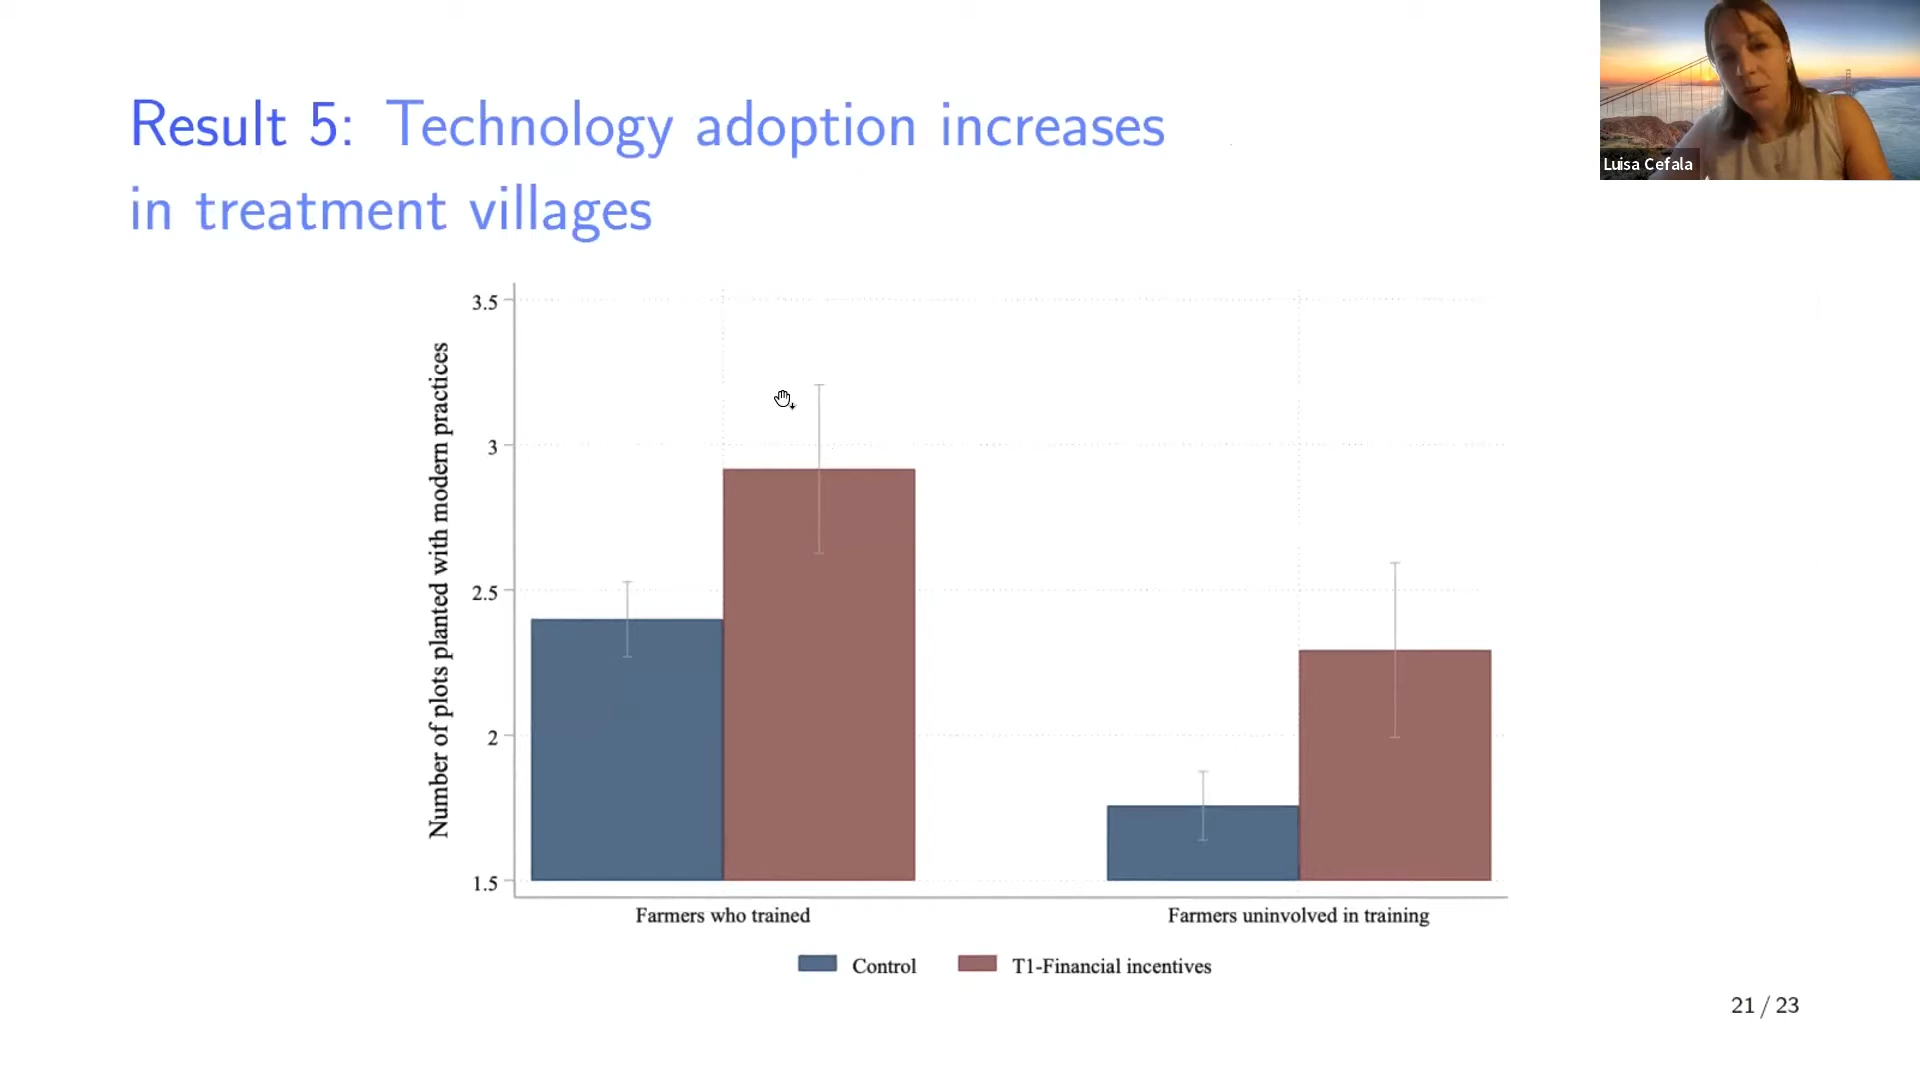 Result 5: Technology adoption increases
in treatment villages
Luisa Cefala
Number of plots planted with modern practices
3.5
3
2.5
2
1.5
Farmers who trained
Farmers uninvolved in training
Control
T1-Financial incentives
21 / 23